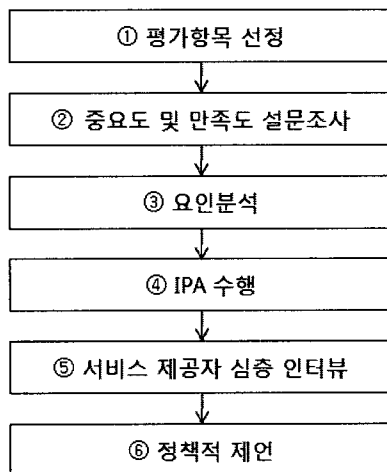 ① 평가항목 선정
② 중요도 및 만족도 설문조사
③ 요인분석
④ IPA 수행
⑤ 서비스 제공자 심층 인터뷰
⑥ 정책적 제언